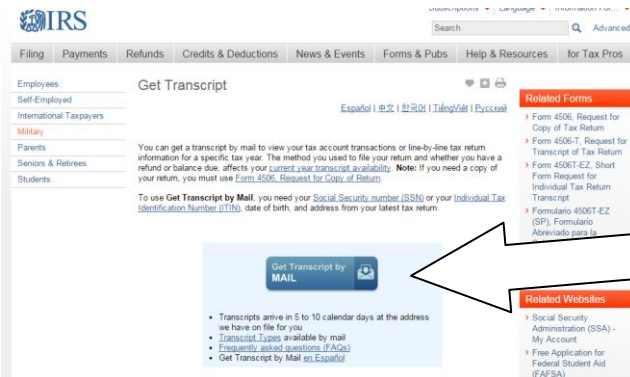 Subscriptions Language Information For...
IRS
Search
Advanced
Filing Payments Refunds Credits & Deductions News & Events Forms & Pubs Help & Resources for Tax Pros
Employees
Self-Employed
International Taxpayers
Military
Parents
Seniors & Retirees
Students
Get Transcript
Español | 中文 | 한국어 | TiếngViệt | Русский
You can get a transcript by mail to view your tax account transactions or line-by-line tax return
information for a specific tax year. The method you used to file your return and whether you have a
refund or balance due, affects your current year transcript availability. Note: If you need a copy of
your return, you must use Form 4506, Request for Copy of Return.
To use Get Transcript by Mail, you need your Social Security number (SSN) or your Individual Tax
Identification Number (ITIN), date of birth, and address from your latest tax return.
Get Transcript by
MAIL
• Transcripts arrive in 5 to 10 calendar days at the address
we have on file for you
• Transcript Types available by mail
• Frequently asked questions (FAQs)
• Get Transcript by Mail en Español
Related Forms
Form 4506, Request for
Copy of Tax Return
Form 4506-T, Request for
Transcript of Tax Return
Form 4506T-EZ, Short
Form Request for
Individual Tax Return
Transcript
Formulario 4506T-EZ
(SP), Formulario
Abreviado para la
Related Websites
Social Security
Administration (SSA) -
My Account
Free Application for
Federal Student Aid
(FAFSA)